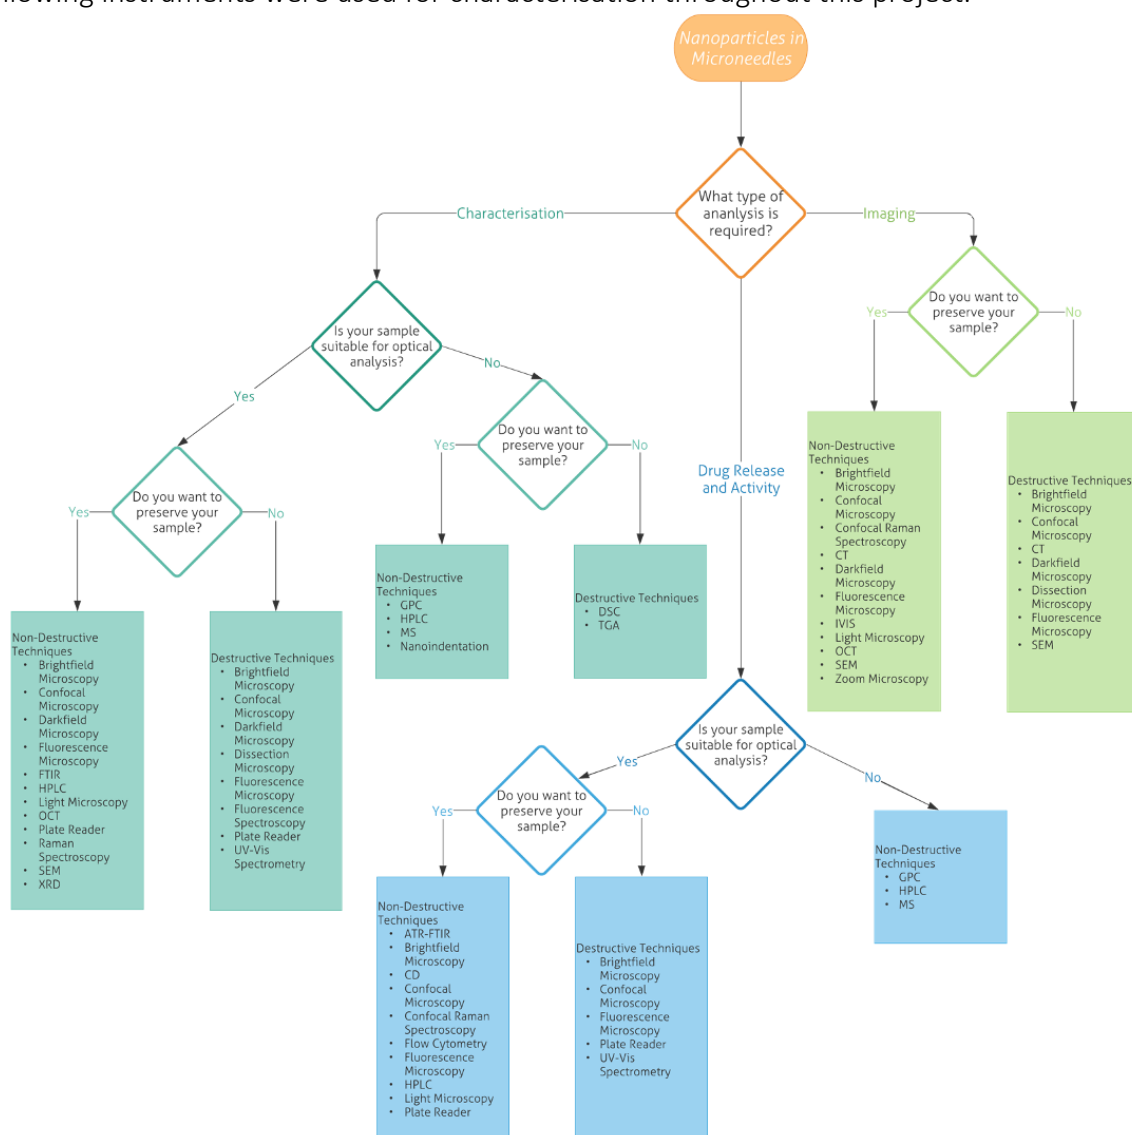 llowing instruments were used for characterisation throughout this project.
Nanoparticles in
Microneedles
What type of
ananlysis is
required?
Characterisation
Imaging
Drug Release
and Activity
Is your sample
suitable for optical
analysis?
Yes
No
Do you want to
preserve your
sample?
Yes
No
Non-Destructive
Techniques
• Brightfield
Microscopy
• Confocal
Microscopy
• Darkfield
Microscopy
• Fluorescence
Microscopy
• FTIR
• HPLC
• Light Microscopy
• OCT
• Plate Reader
• Raman
Spectroscopy
• SEM
• XRD
Destructive Techniques
• Brightfield
Microscopy
• Confocal
Microscopy
• Darkfield
Microscopy
• Dissection
Microscopy
• Fluorescence
Microscopy
• Fluorescence
Spectroscopy
• Plate Reader
• UV-Vis
Spectrometry
Do you want to
preserve your
sample?
Yes
No
Non-Destructive
Techniques
• GPC
• HPLC
• MS
• Nanoindentation
Destructive Techniques
• DSC
• TGA
Do you want to
preserve your
sample?
Yes
No
Non-Destructive
Techniques
• Brightfield
Microscopy
• Confocal
Microscopy
• Confocal Raman
Spectroscopy
• CT
• Darkfield
Microscopy
• Fluorescence
Microscopy
• IVIS
• Light Microscopy
• OCT
• SEM
• Zoom Microscopy
Destructive Techniques
• Brightfield
Microscopy
• Confocal
Microscopy
• CT
• Darkfield
Microscopy
• Dissection
Microscopy
• Fluorescence
Microscopy
• SEM
Is your sample
suitable for optical
analysis?
Yes
No
Do you want to
preserve your
sample?
Yes
No
Non-Destructive
Techniques
• ATR-FTIR
• Brightfield
Microscopy
• CD
• Confocal
Microscopy
• Confocal Raman
Spectroscopy
• Flow Cytometry
• Fluorescence
Microscopy
• HPLC
• Light Microscopy
• Plate Reader
Destructive Techniques
• Brightfield
Microscopy
• Confocal
Microscopy
• Fluorescence
Microscopy
• Plate Reader
• UV-Vis
Spectrometry
Non-Destructive
Techniques
• GPC
• HPLC
• MS